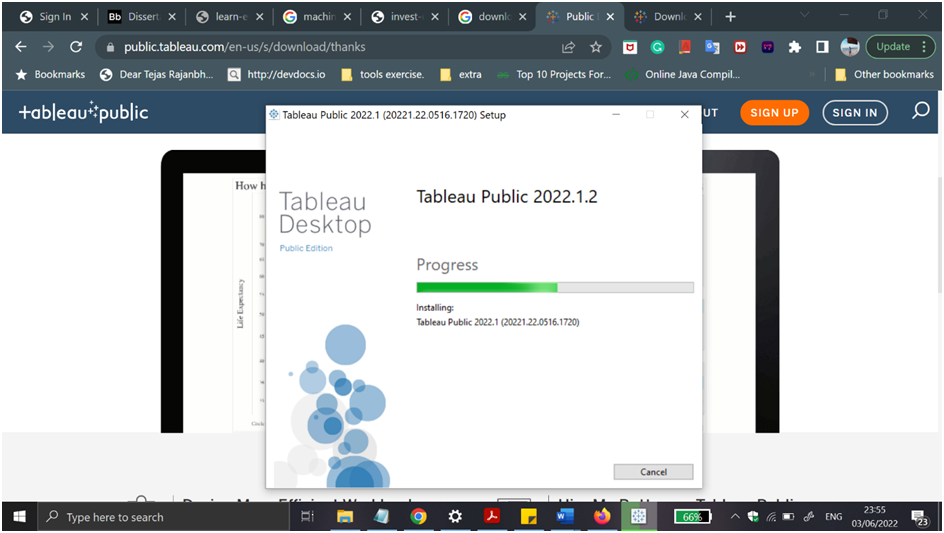 Sign In
Dissert
learn-e
machin
invest-
downlo
Public
Downlo
public.tableau.com/en-us/s/download/thanks
Update
Bookmarks
Dear Tejas Rajanbh...
http://devdocs.io
tools exercise.
extra
Top 10 Projects For...
Online Java Compil...
Other bookmarks
tableau public
UT
SIGN UP
SIGN IN
Tableau Public 2022.1 (20221.22.0516.1720) Setup
How h
Life Expectancy
Tableau
Desktop
Public Edition
Tableau Public 2022.1.2
Progress
Installing:
Tableau Public 2022.1 (20221.22.0516.1720)
Cancel
Type here to search
66%
ENG
23:55
03/06/2022
23